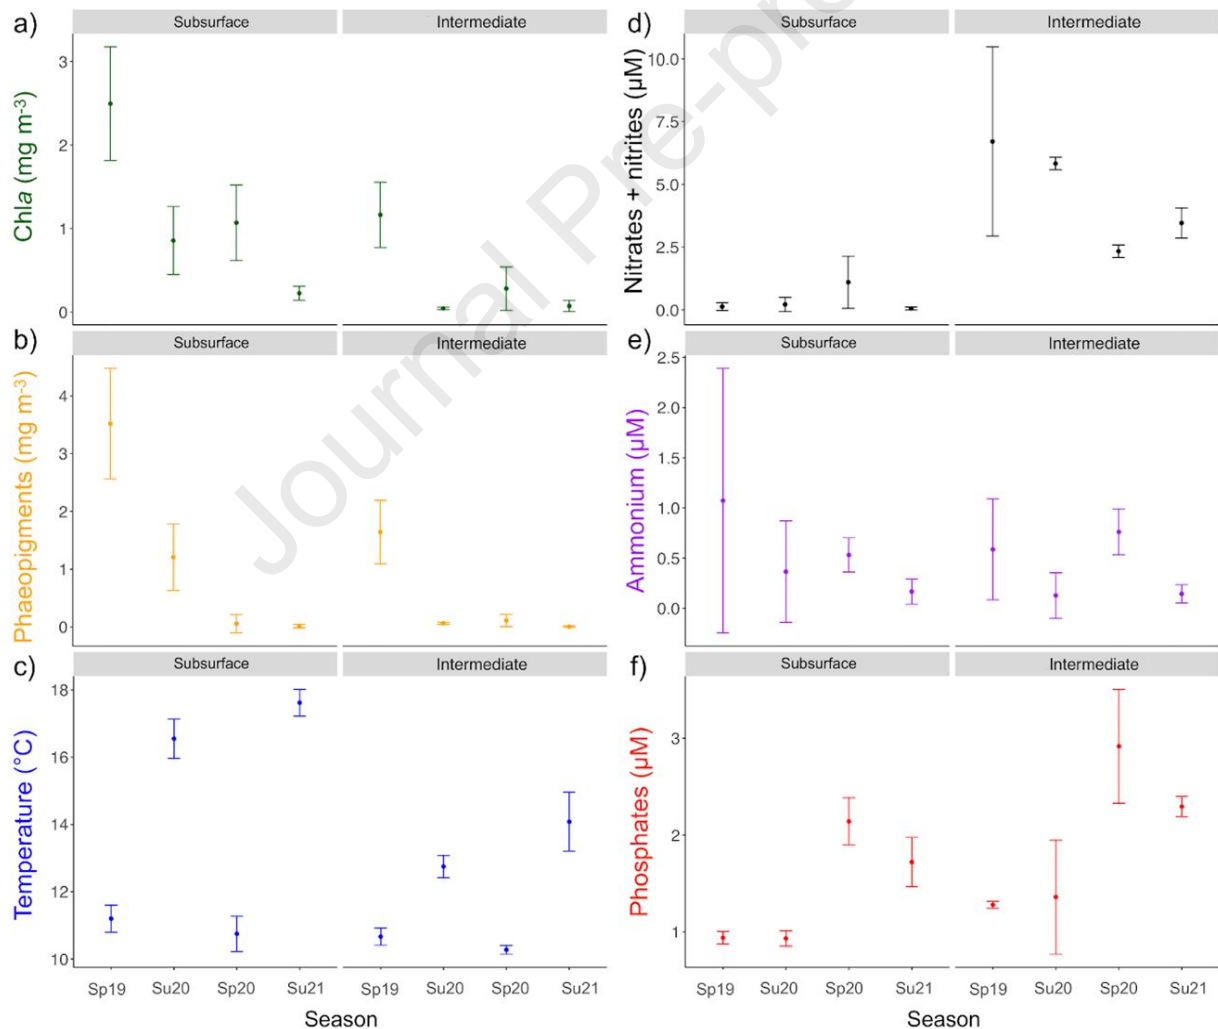 a)
Subsurface
Intermediate
Chla (mg m-3)
3
2
1
0
b)
Subsurface
Intermediate
Phaeopigments (mg m-3)
4
3
2
1
0
c)
Subsurface
Intermediate
Temperature (°C)
18
16
14
12
10
Sp19 Su20 Sp20 Su21 Sp19 Su20 Sp20 Su21
Season
d)
Subsurface
Intermediate
Nitrates + nitrites (µM)
10.0
7.5
5.0
2.5
0.0
e)
Subsurface
Intermediate
Ammonium (µM)
2.5
2.0
1.5
1.0
0.5
0.0
f)
Subsurface
Intermediate
Phosphates (µM)
3
2
1
Sp19 Su20 Sp20 Su21 Sp19 Su20 Sp20 Su21
Season
Journal Pre-pr